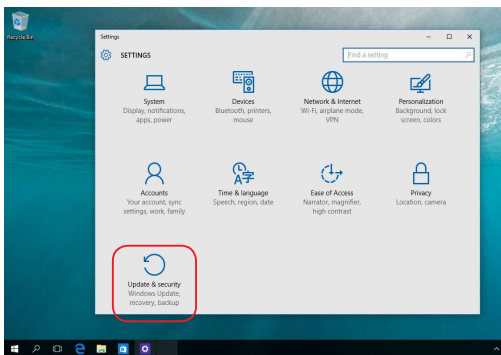 Recycle Bin
Settings
SETTINGS
Find a setting
System
Display, notifications,
apps, power
Devices
Bluetooth, printers,
mouse
Network & Internet
Wi-Fi, airplane mode,
VPN
Personalization
Background, lock
screen, colors
Accounts
Your account, sync
settings, work, family
Time & language
Speech, region, date
Ease of Access
Narrator, magnifier,
high contrast
Privacy
Location, camera
Update & security
Windows Update,
recovery, backup